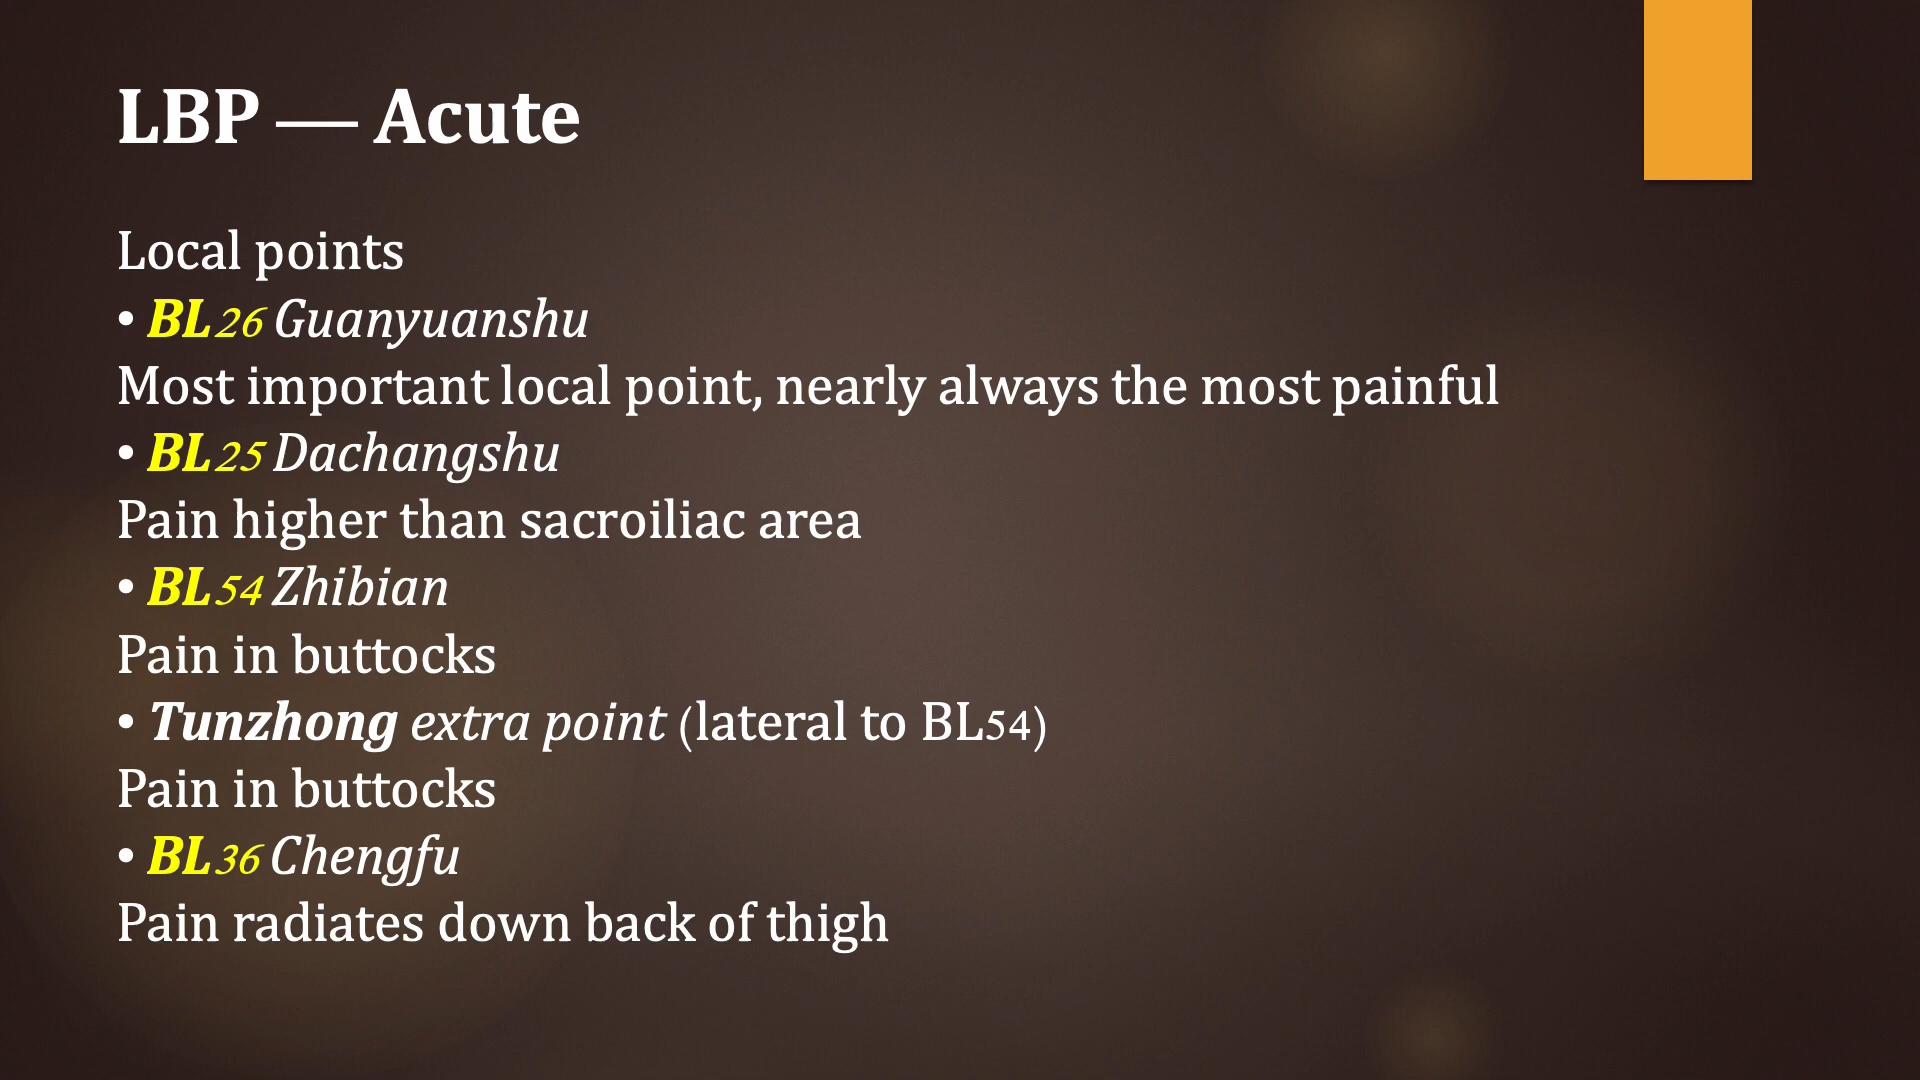 LBP — Acute
Local points
• BL26 Guanyuanshu
Most important local point, nearly always the most painful
• BL25 Dachangshu
Pain higher than sacroiliac area
• BL54 Zhibian
Pain in buttocks
• Tunzhong extra point (lateral to BL54)
Pain in buttocks
• BL36 Chengfu
Pain radiates down back of thigh